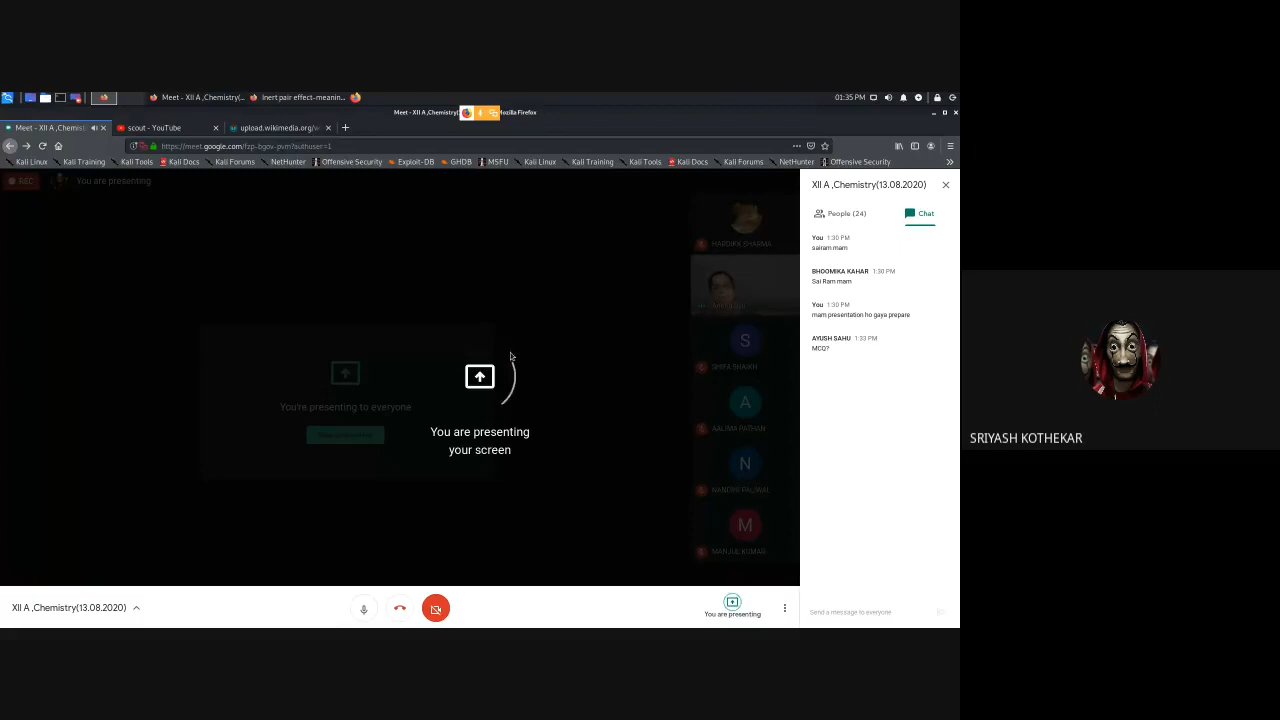 Meet - XII A ,Chemistry(...
Inert pair effect-meanin...
01:35 PM
Meet - XII A ,Chemistry(
Mozilla Firefox
Meet - XII A ,Chemist
scout - YouTube
upload.wikimedia.org/w
https://meet.google.com/fzp-bgov-pvm?authuser=1
Kali Linux
Kali Training
Kali Tools
Kali Docs
Kali Forums
NetHunter
Offensive Security
Exploit-DB
GHDB
MSFU
Kali Linux
Kali Training
Kali Tools
Kali Docs
Kali Forums
NetHunter
Offensive Security
REC
You are presenting
HARDIKK SHARMA
S
SHIFA SHAIKH
A
AALIMA PATHAN
N
NANDINI PALIWAL
M
MANJUL KUMAR
You're presenting to everyone
You are presenting
your screen
XII A ,Chemistry(13.08.2020)
People (24)
Chat
You 1:30 PM
sairam mam
BHOOMIKA KAHAR 1:30 PM
Sai Ram mam
You 1:30 PM
mam presentation ho gaya prepare
AYUSH SAHU 1:33 PM
MCQ?
Send a message to everyone
XII A ,Chemistry(13.08.2020)
You are presenting
SRIYASH KOTHEKAR